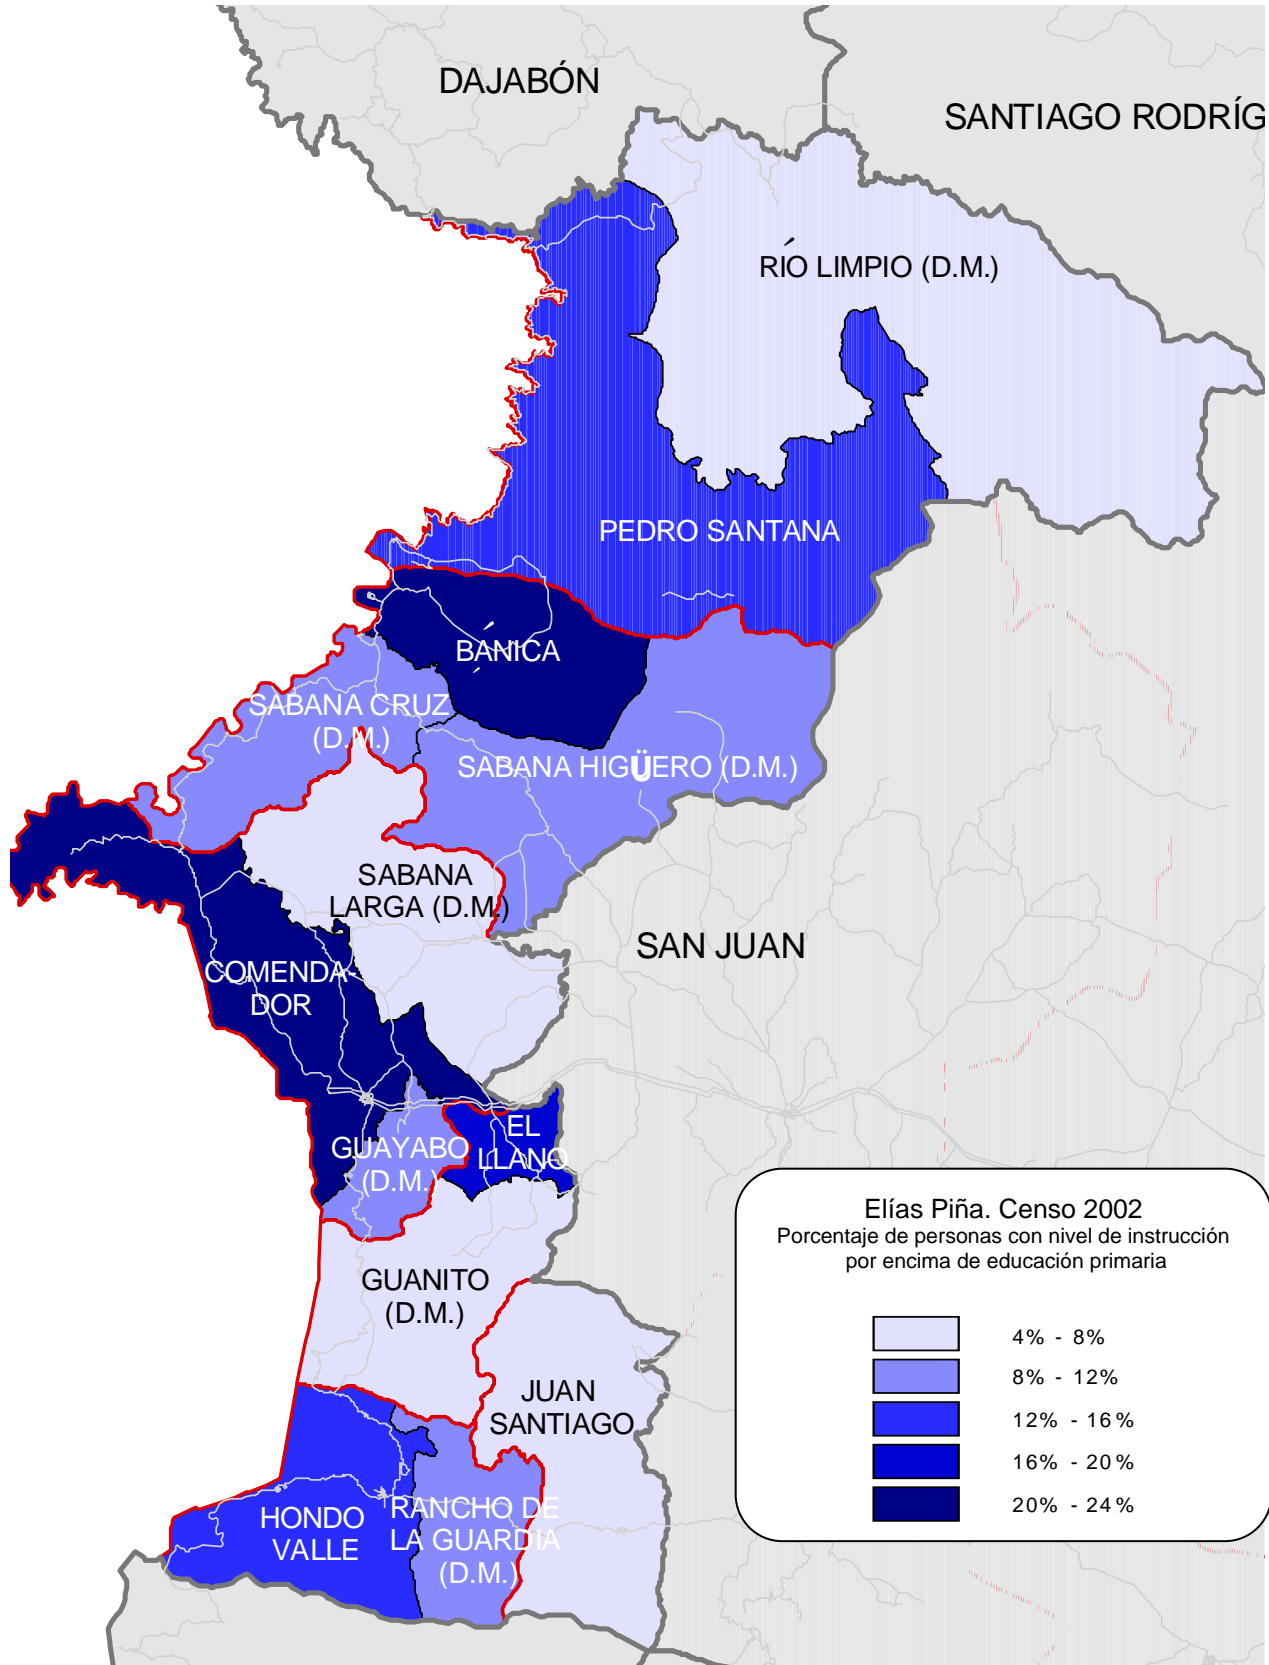 DAJABÓN
SANTIAGO RODRÍG
RÍO LIMPIO (D.M.)
PEDRO SANTANA
BÁNICA
SABANA CRUZ
(D.M.)
SABANA HIGÜERO (D.M.)
SABANA
LARGA (D.M.)
SAN JUAN
COMENDA-
DOR
EL
LLANO
GUAYABO
(D.M.)
GUANITO
(D.M.)
JUAN
SANTIAGO
HONDO
VALLE
RANCHO DE
LA GUARDIA
(D.M.)
Elías Piña. Censo 2002
Porcentaje de personas con nivel de instrucción
por encima de educación primaria
4% - 8%
8% - 12%
12% - 16%
16% - 20%
20% - 24%